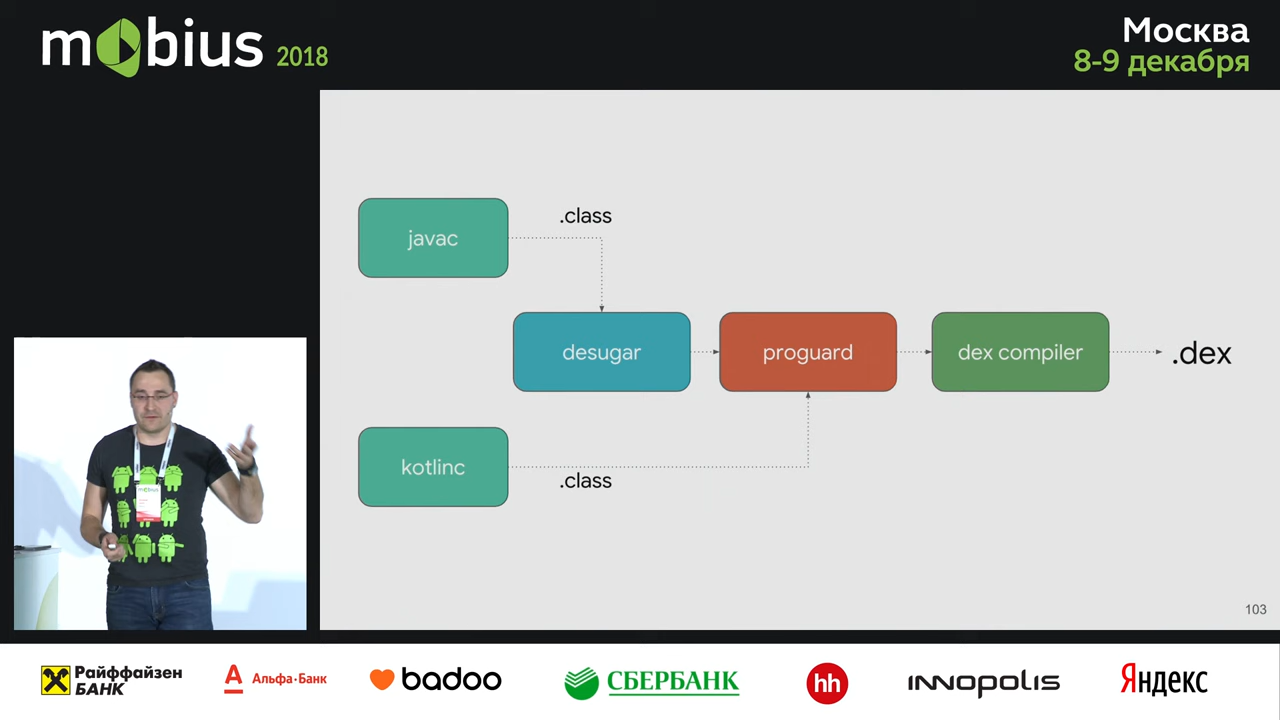 mobius 2018
Москва
8-9 декабря
javac
.class
desugar
proguard
dex compiler
.dex
kotlinc
.class
103
Райффайзен
БАНК
А
Альфа·Банк
badoo
СБЕРБАНК
hh
INNOPOLIS
Яндекс